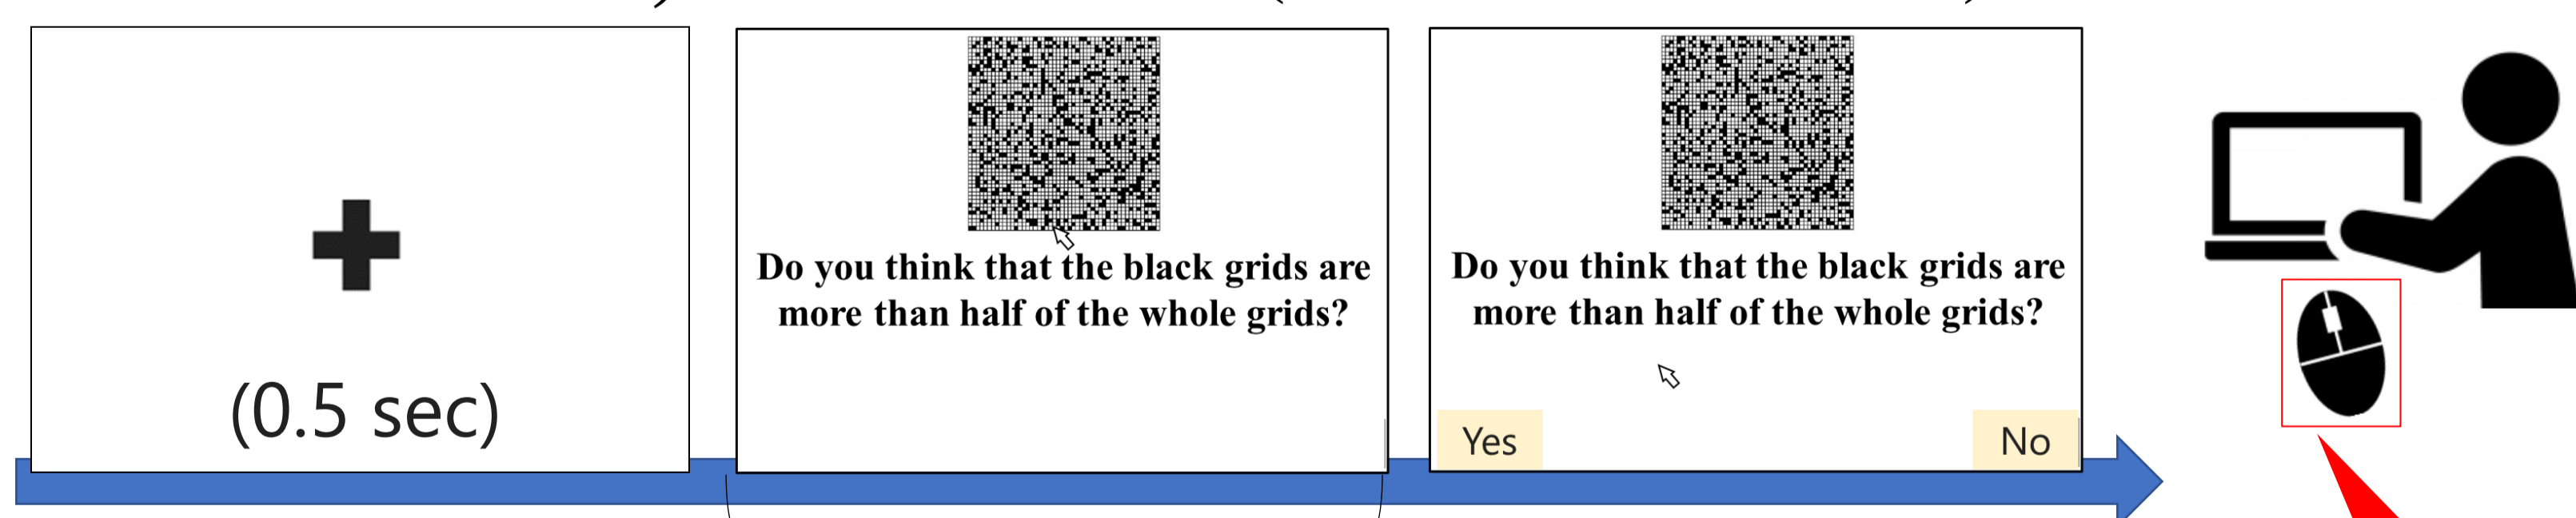 (0.5 sec)
Do you think that the black grids are
more than half of the whole grids?
Do you think that the black grids are
more than half of the whole grids?
Yes
No